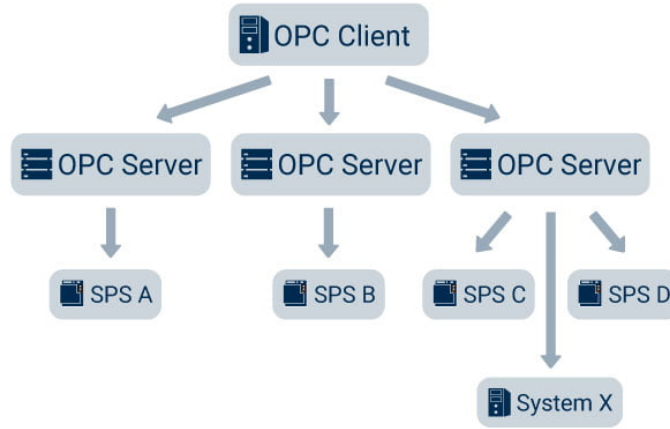 OPC Client
OPC Server
OPC Server
OPC Server
SPS A
SPS B
SPS C
SPS D
System X